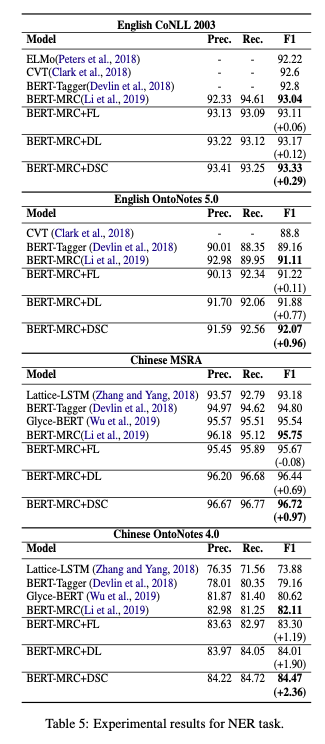 English CoNLL 2003
Model Prec. Rec. F1
ELMo(Peters et al., 2018) - - 92.22
CVT(Clark et al., 2018) - - 92.6
BERT-Tagger(Devlin et al., 2018) - - 92.8
BERT-MRC(Li et al., 2019) 92.33 94.61 93.04
BERT-MRC+FL 93.13 93.09 93.11
(+0.06)
BERT-MRC+DL 93.22 93.12 93.17
(+0.12)
BERT-MRC+DSC 93.41 93.25 93.33
(+0.29)
English OntoNotes 5.0
Model Prec. Rec. F1
CVT (Clark et al., 2018) - - 88.8
BERT-Tagger (Devlin et al., 2018) 90.01 88.35 89.16
BERT-MRC(Li et al., 2019) 92.98 89.95 91.11
BERT-MRC+FL 90.13 92.34 91.22
(+0.11)
BERT-MRC+DL 91.70 92.06 91.88
(+0.77)
BERT-MRC+DSC 91.59 92.56 92.07
(+0.96)
Chinese MSRA
Model Prec. Rec. F1
Lattice-LSTM (Zhang and Yang, 2018) 93.57 92.79 93.18
BERT-Tagger (Devlin et al., 2018) 94.97 94.62 94.80
Glyce-BERT (Wu et al., 2019) 95.57 95.51 95.54
BERT-MRC(Li et al., 2019) 96.18 95.12 95.75
BERT-MRC+FL 95.45 95.89 95.67
(-0.08)
BERT-MRC+DL 96.20 96.68 96.44
(+0.69)
BERT-MRC+DSC 96.67 96.77 96.72
(+0.97)
Chinese OntoNotes 4.0
Model Prec. Rec. F1
Lattice-LSTM (Zhang and Yang, 2018) 76.35 71.56 73.88
BERT-Tagger (Devlin et al., 2018) 78.01 80.35 79.16
Glyce-BERT (Wu et al., 2019) 81.87 81.40 80.62
BERT-MRC(Li et al., 2019) 82.98 81.25 82.11
BERT-MRC+FL 83.63 82.97 83.30
(+1.19)
BERT-MRC+DL 83.97 84.05 84.01
(+1.90)
BERT-MRC+DSC 84.22 84.72 84.47
(+2.36)
Table 5: Experimental results for NER task.